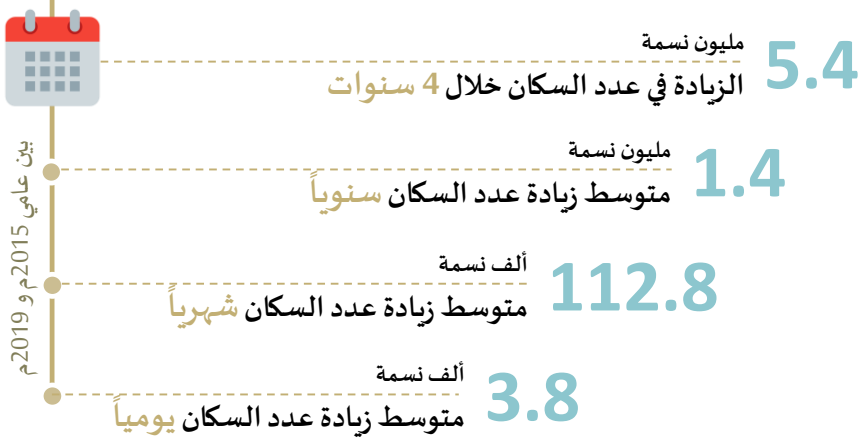 5.4
مليون نسمة
الزيادة في عدد السكان خلال 4 سنوات
1.4
مليون نسمة
متوسط زيادة عدد السكان سنوياً
112.8
ألف نسمة
متوسط زيادة عدد السكان شهرياً
3.8
ألف نسمة
متوسط زيادة عدد السكان يومياً
بين عامي 2015م و 2019م